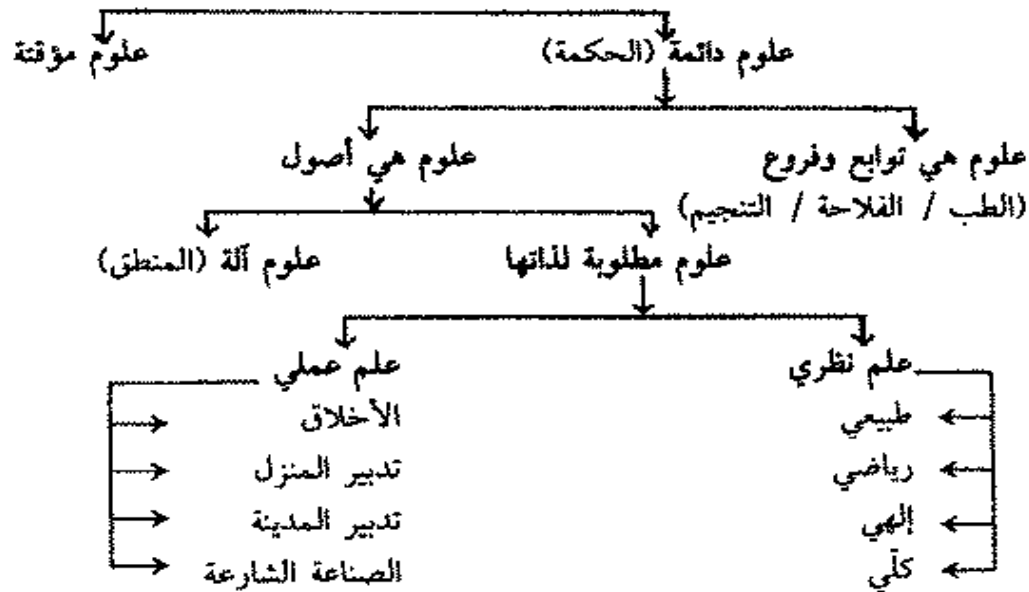 علوم دائمة (الحكمة) علوم مؤقتة
علوم هي توابع وفروع علوم هي أصول
(الطب / الفلاحة / التنجيم)
علوم مطلوبة لذاتها علوم آلة (المنطق)
علم نظري علم عملي
طبيعي الأخلاق
رياضي تدبير المنزل
إلهي تدبير المدينة
كلّي الصناعة الشارعة